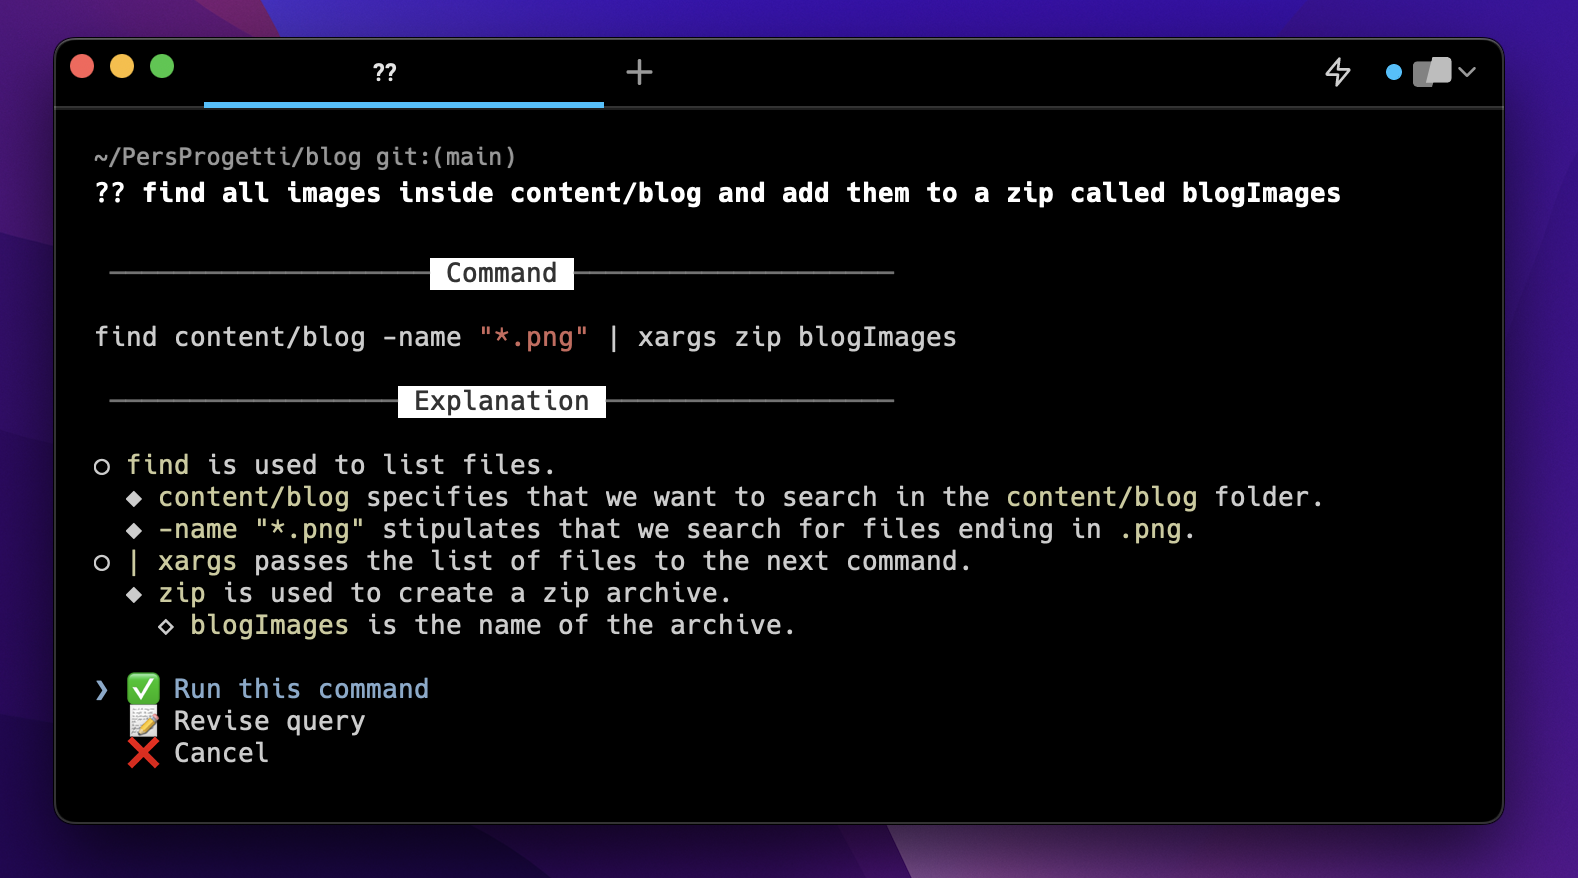 ??
~/PersProgetti/blog git:(main)
?? find all images inside content/blog and add them to a zip called blogImages
Command
find content/blog -name "*.png" | xargs zip blogImages
Explanation
○ find is used to list files.
◆ content/blog specifies that we want to search in the content/blog folder.
◆ -name "*.png" stipulates that we search for files ending in .png.
○ | xargs passes the list of files to the next command.
◆ zip is used to create a zip archive.
◇ blogImages is the name of the archive.
❯ ✅ Run this command
📝 Revise query
❌ Cancel